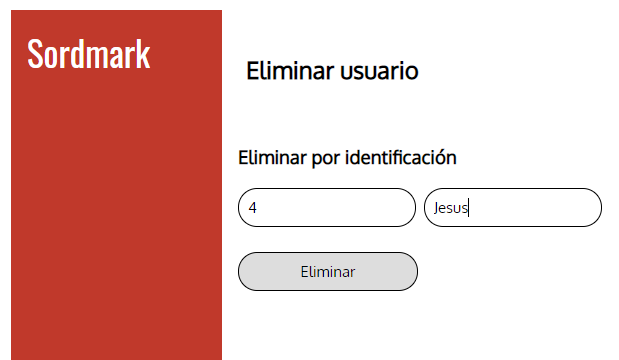 Sordmark
Eliminar usuario
Eliminar por identificación
4 Jesus
Eliminar